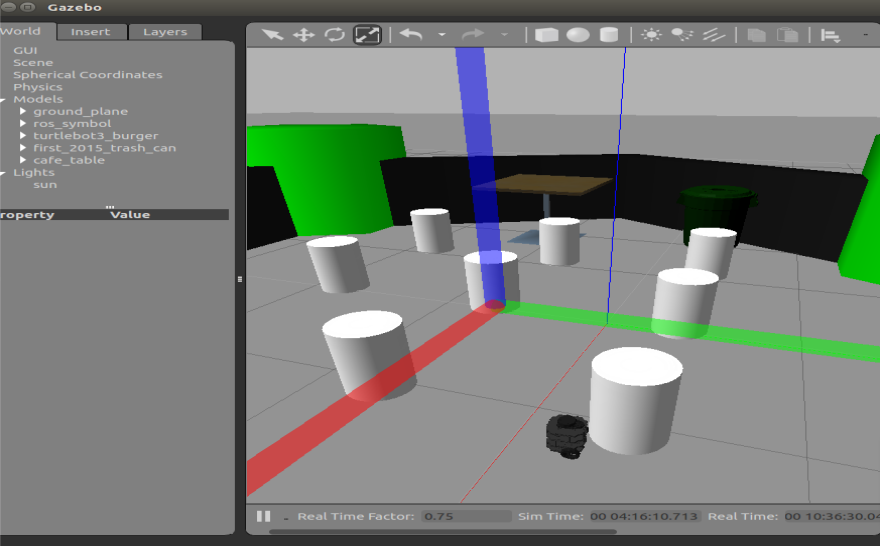 Gazebo
World Insert Layers
GUI
Scene
Spherical Coordinates
Physics
Models
ground_plane
ros_symbol
turtlebot3_burger
first_2015_trash_can
cafe_table
Lights
sun
roperty Value
Real Time Factor: 0.75 Sim Time: 00 04:16:10.713 Real Time: 00 10:36:30.04